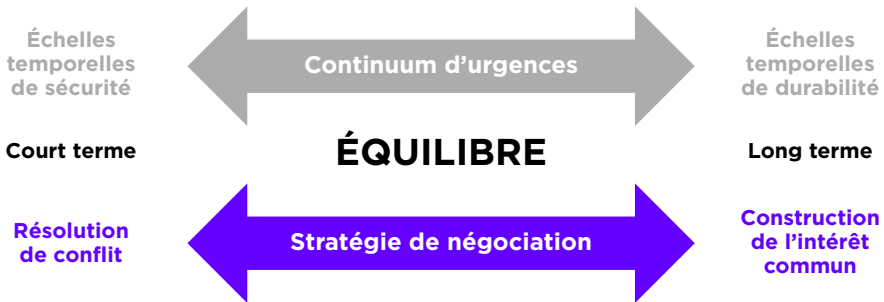 Échelles
temporelles
de sécurité
Continuum d’urgences
Échelles
temporelles
de durabilité
Court terme
ÉQUILIBRE
Long terme
Résolution
de conflit
Stratégie de négociation
Construction
de l’intérêt
commun